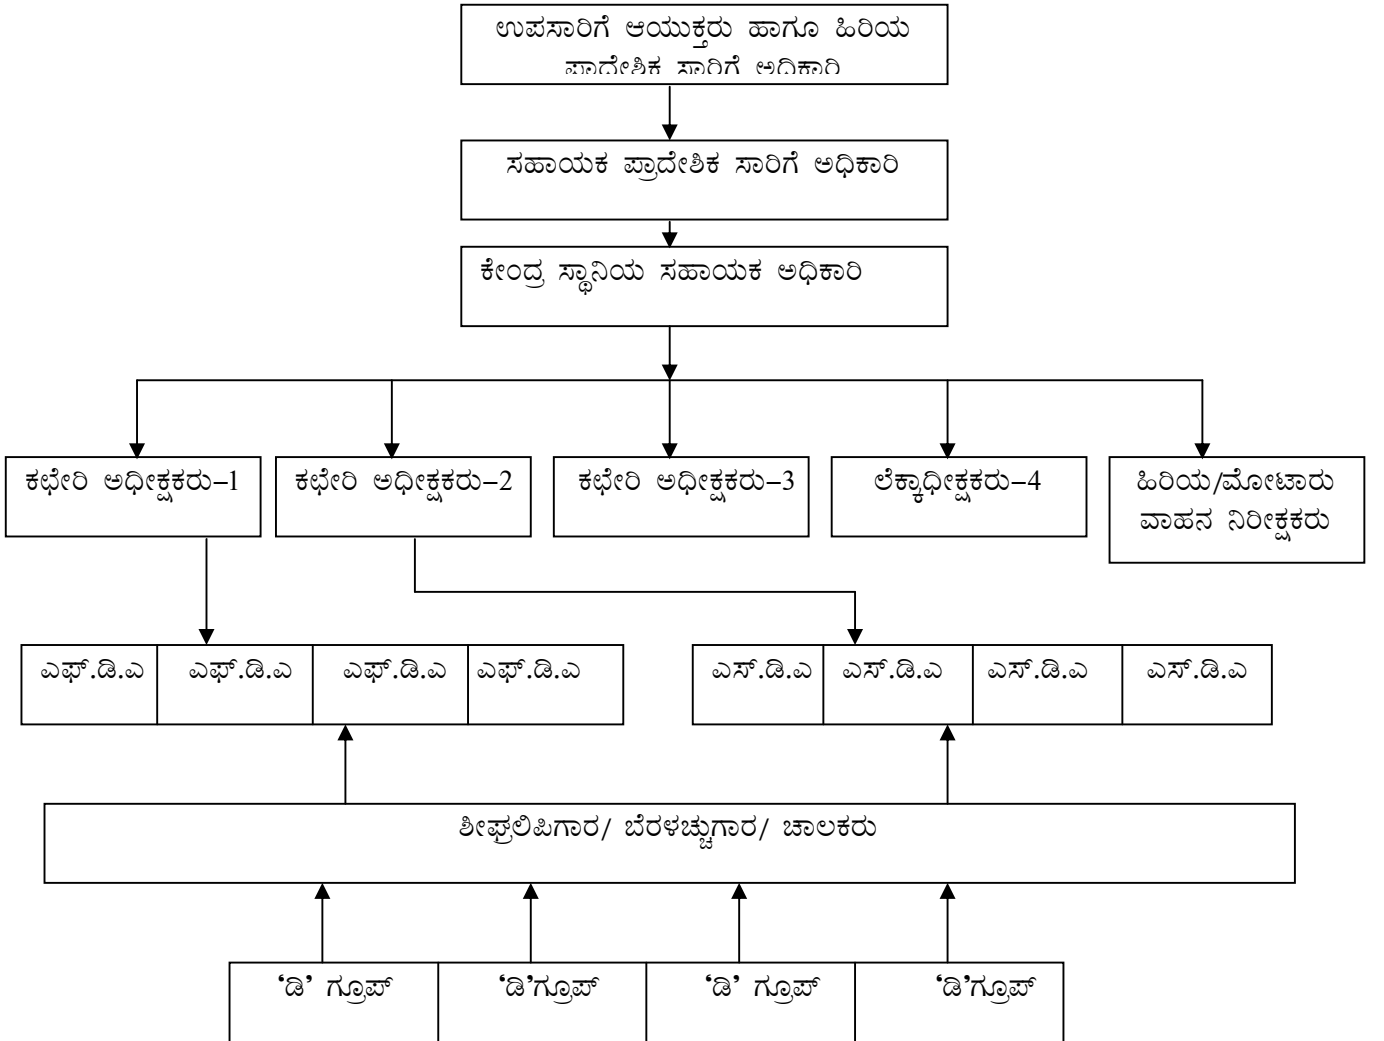 ಉಪಸಾರಿಗೆ ಆಯುಕ್ತರು ಹಾಗೂ ಹಿರಿಯ
ಪ್ರಾದೇಶಿಕ ಸಾರಿಗೆ ಅಧಿಕಾರಿ
ಸಹಾಯಕ ಪ್ರಾದೇಶಿಕ ಸಾರಿಗೆ ಅಧಿಕಾರಿ
ಕೇಂದ್ರ ಸ್ಥಾನಿಯ ಸಹಾಯಕ ಅಧಿಕಾರಿ
ಕಛೇರಿ ಅಧೀಕ್ಷಕರು–1
ಕಛೇರಿ ಅಧೀಕ್ಷಕರು–2
ಕಛೇರಿ ಅಧೀಕ್ಷಕರು–3
ಲೆಕ್ಕಾಧೀಕ್ಷಕರು–4
ಹಿರಿಯ/ಮೋಟಾರು
ವಾಹನ ನಿರೀಕ್ಷಕರು
ಎಫ್.ಡಿ.ಎ
ಎಫ್.ಡಿ.ಎ
ಎಫ್.ಡಿ.ಎ
ಎಫ್.ಡಿ.ಎ
ಎಸ್.ಡಿ.ಎ
ಎಸ್.ಡಿ.ಎ
ಎಸ್.ಡಿ.ಎ
ಎಸ್.ಡಿ.ಎ
ಶೀಘ್ರಲಿಪಿಗಾರ/ ಬೆರಳಚ್ಚುಗಾರ/ ಚಾಲಕರು
‘ಡಿ’ ಗ್ರೂಪ್
‘ಡಿ’ಗ್ರೂಪ್
‘ಡಿ’ ಗ್ರೂಪ್
‘ಡಿ’ಗ್ರೂಪ್